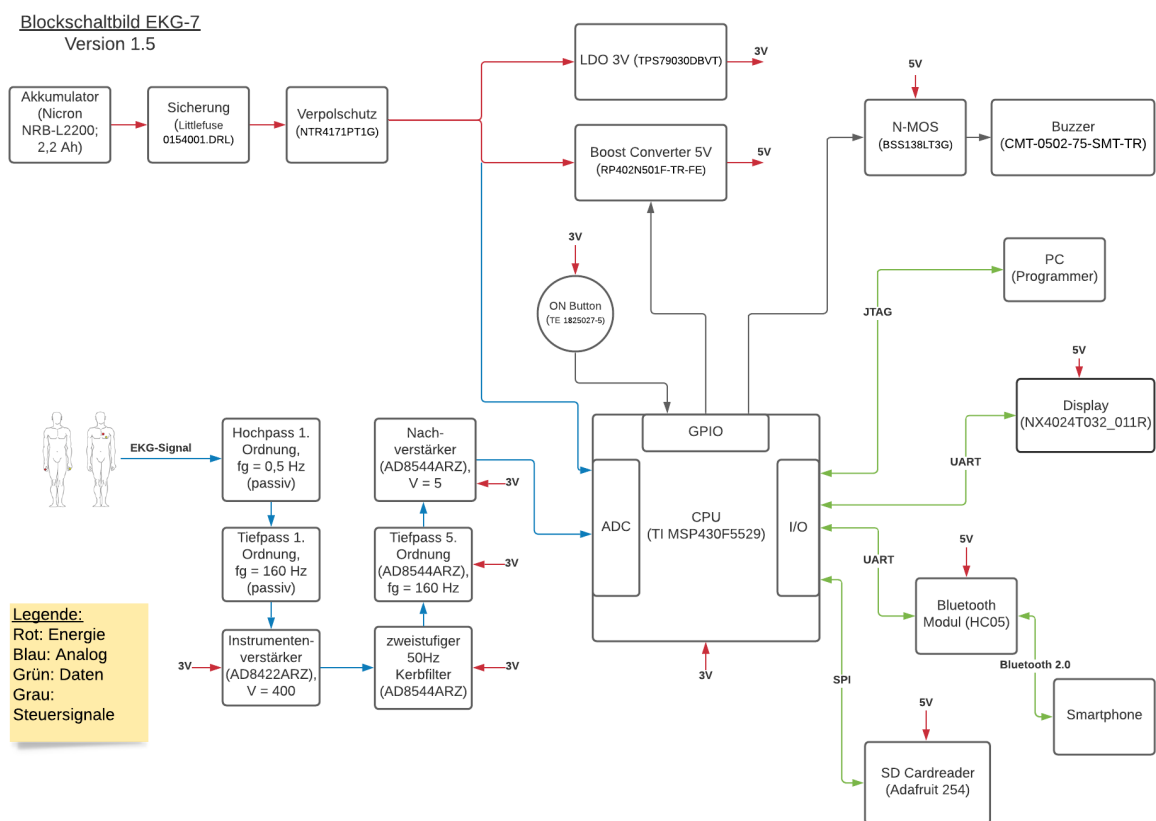 Blockschaltbild EKG-7
Version 1.5
Akkumulator
(Nicron
NRB-L2200;
2,2 Ah)
Sicherung
(Littlefuse
0154001.DRL)
Verpolschutz
(NTR4171PT1G)
LDO 3V (TPS79030DBVT)
3V
Boost Converter 5V
(RP402N501F-TR-FE)
5V
5V
N-MOS
(BSS138LT3G)
Buzzer
(CMT-0502-75-SMT-TR)
3V
ON Button
(TE 1825027-5)
PC
(Programmer)
JTAG
5V
Display
(NX4024T032_011R)
UART
EKG-Signal
Hochpass 1.
Ordnung,
fg = 0,5 Hz
(passiv)
Tiefpass 1.
Ordnung,
fg = 160 Hz
(passiv)
3V
Instrumenten-
verstärker
(AD8422ARZ),
V = 400
zweistufiger
50Hz
Kerbfilter
(AD8544ARZ)
3V
Tiefpass 5.
Ordnung
(AD8544ARZ),
fg = 160 Hz
3V
Nach-
verstärker
(AD8544ARZ),
V = 5
3V
GPIO
ADC
CPU
(TI MSP430F5529)
I/O
3V
UART
5V
Bluetooth
Modul (HC05)
Bluetooth 2.0
Smartphone
SPI
5V
SD Cardreader
(Adafruit 254)
Legende:
Rot: Energie
Blau: Analog
Grün: Daten
Grau:
Steuersignale